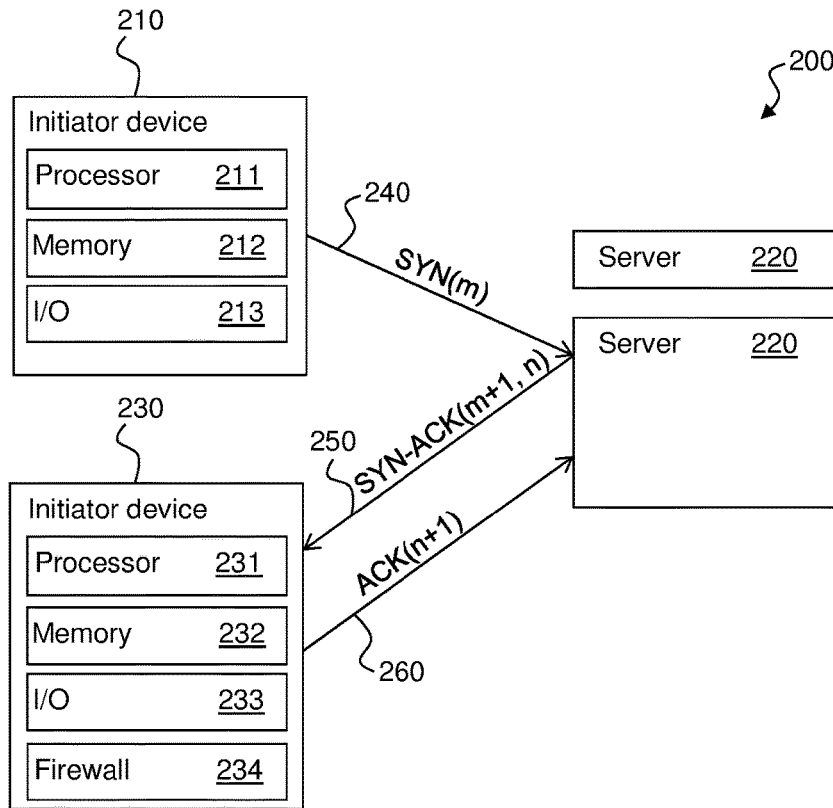 210
200
Initiator device
Processor 211
Memory 212
I/O 213
240
SYN(m)
Server 220
Server 220
230
250
SYN-ACK(m+1, n)
Initiator device
Processor 231
Memory 232
I/O 233
Firewall 234
ACK(n+1)
260